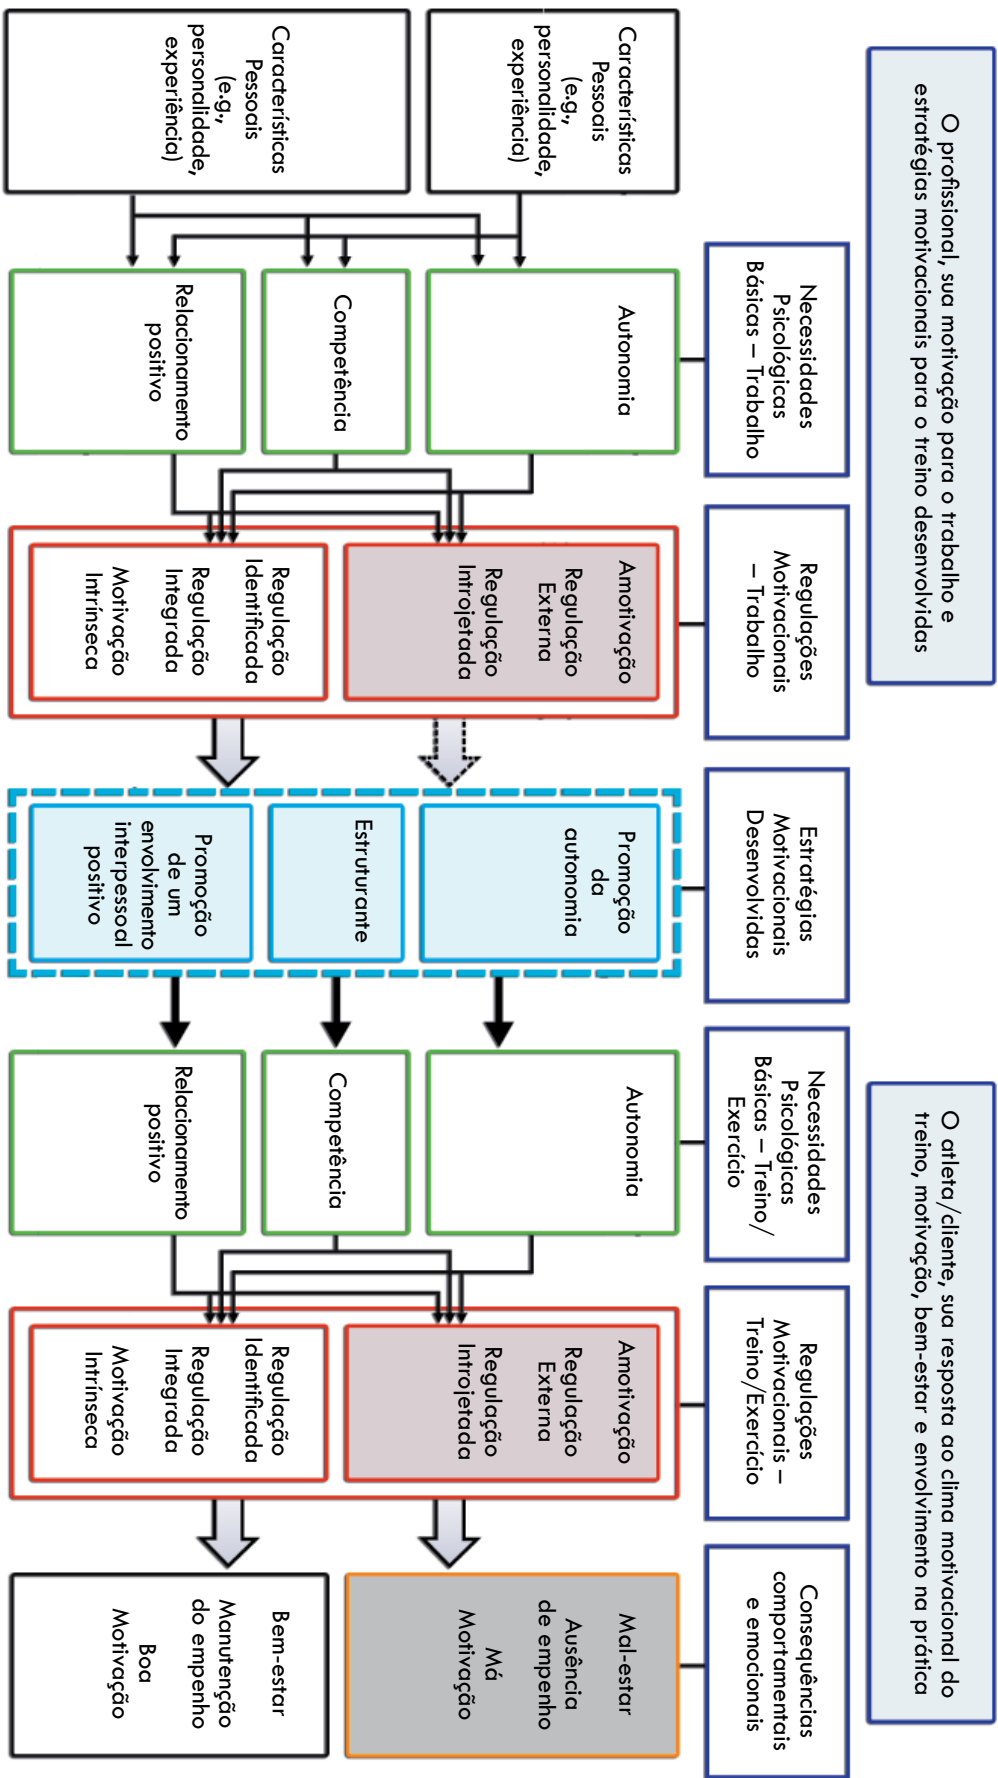 O profissional, sua motivação para o trabalho e
estratégias motivacionais para o treino desenvolvidas
O atleta/cliente, sua resposta ao clima motivacional do
treino, motivação, bem-estar e envolvimento na prática
Necessidades
Psicológicas
Básicas – Trabalho
Regulações
Motivacionais
– Trabalho
Estratégias
Motivacionais
Desenvolvidas
Necessidades
Psicológicas
Básicas – Treino/
Exercício
Regulações
Motivacionais –
Treino/Exercício
Consequências
comportamentais
e emocionais
Características
Pessoais
(e.g.,
personalidade,
experiência)
Características
Pessoais
(e.g.,
personalidade,
experiência)
Autonomia
Competência
Relacionamento
positivo
Amotivação
Regulação
Externa
Regulação
Introjetada
Regulação
Identificada
Regulação
Integrada
Motivação
Intrínseca
Promoção
da
autonomia
Estruturante
Promoção
de um
envolvimento
interpessoal
positivo
Autonomia
Competência
Relacionamento
positivo
Amotivação
Regulação
Externa
Regulação
Introjetada
Regulação
Identificada
Regulação
Integrada
Motivação
Intrínseca
Mal-estar
Ausência
de empenho
Má
Motivação
Bem-estar
Manutenção
do empenho
Boa
Motivação